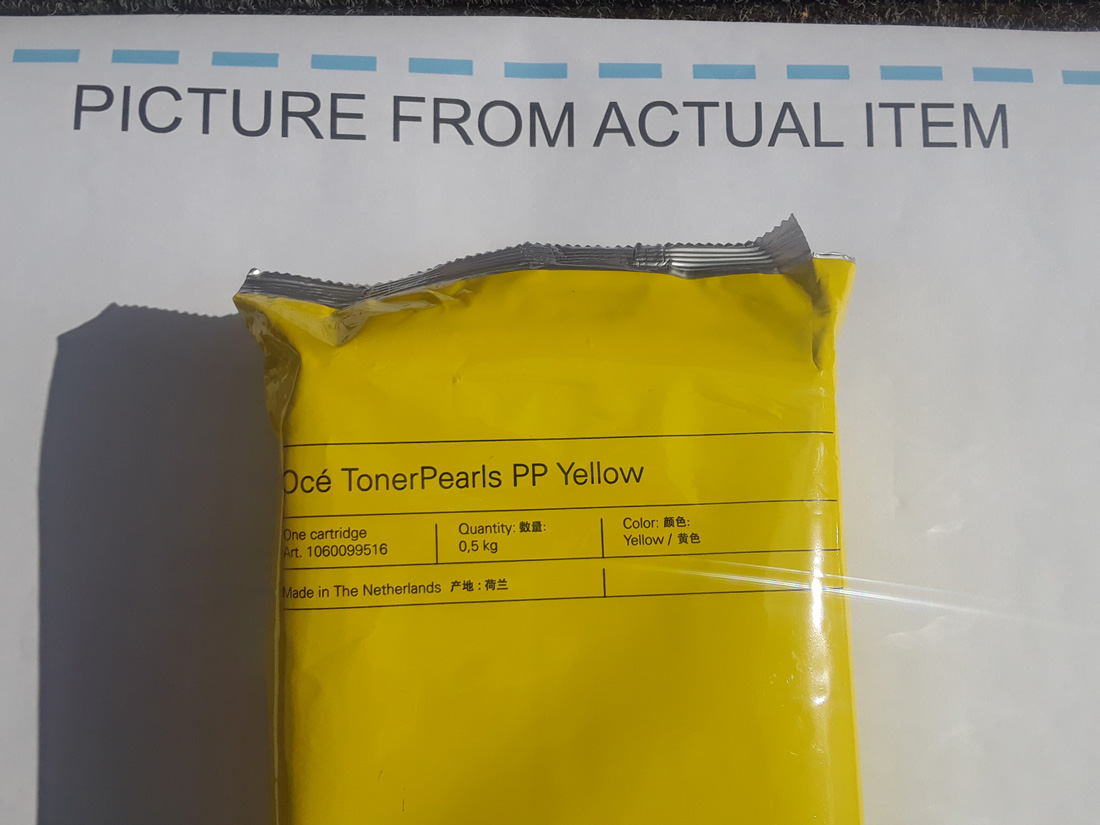 PICTURE FROM ACTUAL ITEM
Océ TonerPearls PP Yellow
One cartridge
Art. 1060099516
Quantity: 數量:
0,5 kg
Color: 颜色:
Yellow / 黄色
Made in The Netherlands 产地 : 荷兰